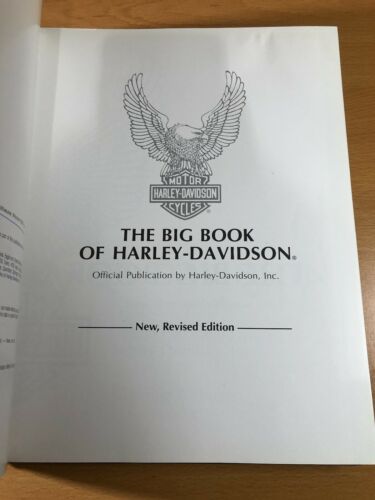 MOTOR
HARLEY-DAVIDSON
CYCLES
THE BIG BOOK
OF HARLEY-DAVIDSON®
Official Publication by Harley-Davidson, Inc.
New, Revised Edition